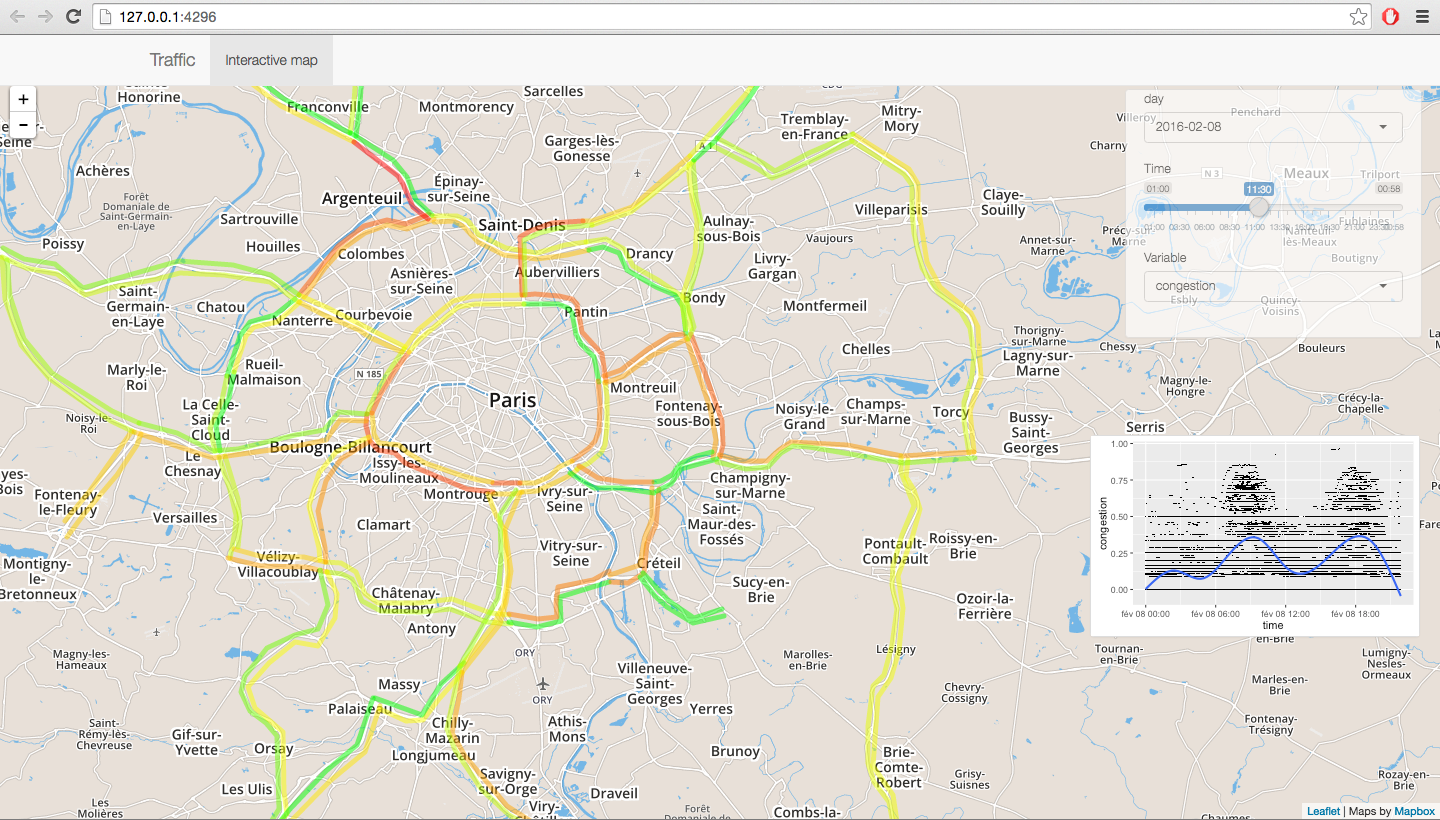 127.0.0.1:4296
Traffic
Interactive map
+
-
Honorine
Franconville
Montmorency
Sarcelles
Garges-lès-
Gonesse
Tremblay-
en-France
Mitry-
Mory
A 1
Achères
Forêt
Domaniale de
Saint-Germain-
en-Laye
Argenteuil
Épinay-
sur-Seine
Sartrouville
Saint-Denis
Aulnay-
sous-Bois
Villeparisis
Claye-
Souilly
Poissy
Houilles
Colombes
Vaujours
Annet-sur-
Marne
Asnières-
sur-Seine
Aubervilliers
Drancy
Livry-
Gargan
Saint-
Germain-
en-Laye
Chatou
Nanterre
Courbevoie
Pantin
Bondy
Montfermeil
Thorigny-
sur-Marne
Lagny-sur-
Marne
Chelles
Marly-le-
Roi
Rueil-
Malmaison
N 185
Paris
Montreuil
Fontenay-
sous-Bois
Noisy-le-
Grand
Champs-
sur-Marne
Torcy
Bussy-
Saint-
Georges
Noisy-le-
Roi
La Celle-
Saint-
Cloud
Boulogne-Billancourt
Le
Chesnay
Issy-les-
Moulineaux
Montrouge
Ivry-sur-
Seine
Champigny-
sur-Marne
Saint-
Maur-des-
Fossés
Fontenay-
le-Fleury
Versailles
Clamart
Vitry-sur-
Seine
Créteil
Pontault-
Combault
Roissy-en-
Brie
Montigny-
le-
Bretonneux
Vélizy-
Villacoublay
Châtenay-
Malabry
Antony
Sucy-en-
Brie
Ozoir-la-
Ferrière
Magny-les-
Hameaux
ORY
ORY
Villeneuve-
Saint-
Georges
Marolles-
en-Brie
Lésigny
Chevry-
Cossigny
Massy
Palaiseau
Chilly-
Mazarin
Longjumeau
Athis-
Mons
Yerres
Brunoy
Saint-
Rémy-lès-
Chevreuse
Gif-sur-
Yvette
Orsay
Les Ulis
Savigny-
sur-Orge
Viry-
Draveil
Brie-
Comte-
Robert
Grisy-
Suisnes
Les
Molières
Forêt
Domaniale de
Combs-la-
Villeroy
Penchard
Charny
Meaux
N 3
Trilport
Précy-sur-
Marne
Fublaines
Nanteuil-
lès-Meaux
Boutigny
Esbly
Quincy-
Voisins
Chessy
Bouleurs
Magny-le-
Hongre
Crécy-la-
Chapelle
Serris
day
2016-02-08
Time
01:00
11:30
00:58
01:00 03:30 06:00 08:30 11:00 13:30 16:00 18:30 21:00 23:30 00:58
Variable
congestion
1.00
0.75
0.50
0.25
0.00
congestion
fév 08 00:00 fév 08 06:00 fév 08 12:00 fév 08 18:00
time
en-Brie
Tournan-
en-Brie
Lumigny-
Nesles-
Ormeaux
Marles-en-
Brie
Fontenay-
Trésigny
Rozay-en-
Brie
Chaumes
Leaflet | Maps by Mapbox